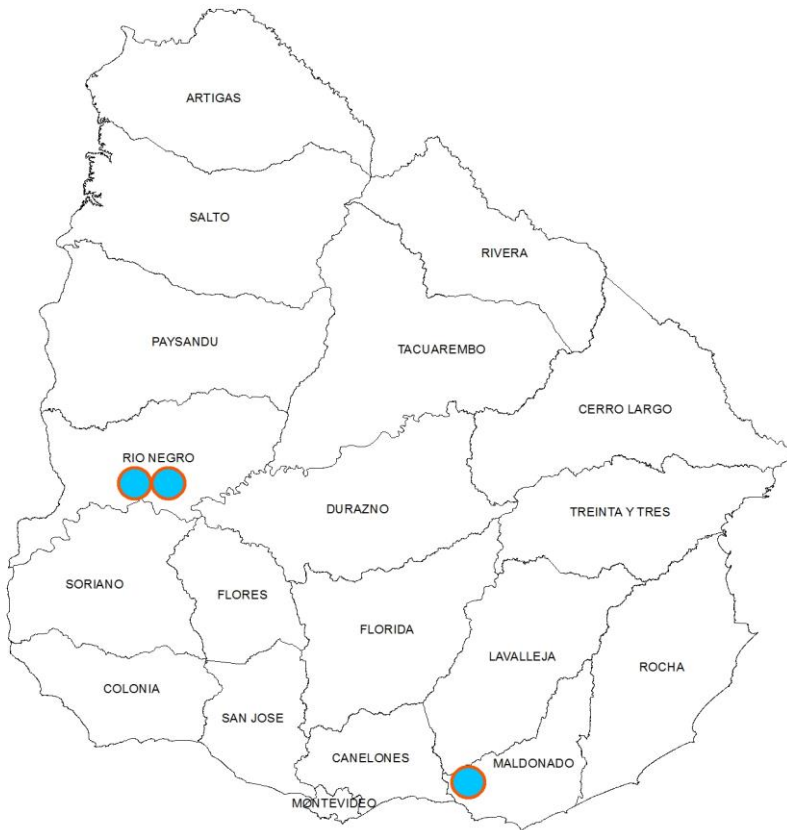 ARTIGAS
SALTO
RIVERA
PAYSANDU
TACUAREMBO
CERRO LARGO
RIO NEGRO
DURAZNO
TREINTA Y TRES
SORIANO
FLORES
FLORIDA
LAVALLEJA
ROCHA
COLONIA
SAN JOSE
CANELONES
MALDONADO
MONTEVIDEO